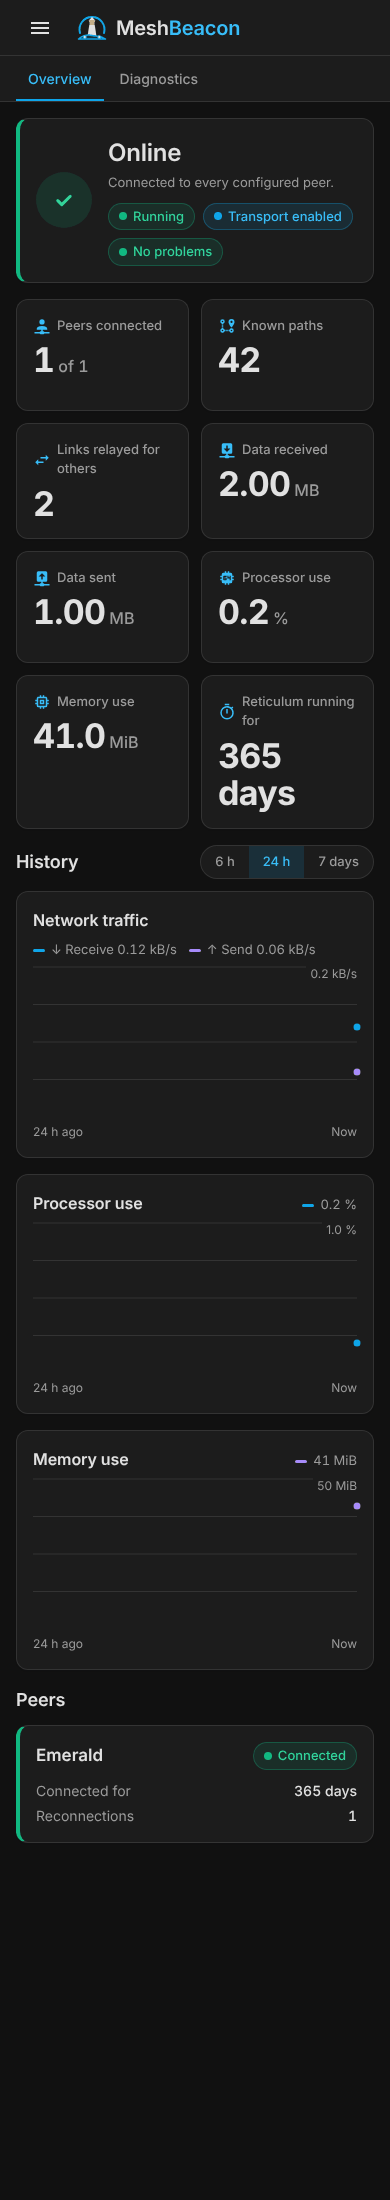 MeshBeacon
Overview
Diagnostics
Online
Connected to every configured peer.
Running
Transport enabled
No problems
Peers connected
1 of 1
Known paths
42
Links relayed for
others
2
Data received
2.00 MB
Data sent
1.00 MB
Processor use
0.2 %
Memory use
41.0 MiB
Reticulum running
for
365
days
History
6 h
24 h
7 days
Network traffic
↓ Receive 0.12 kB/s
↑ Send 0.06 kB/s
0.2 kB/s
24 h ago
Now
Processor use
0.2 %
1.0 %
24 h ago
Now
Memory use
41 MiB
50 MiB
24 h ago
Now
Peers
Emerald
Connected
Connected for
365 days
Reconnections
1